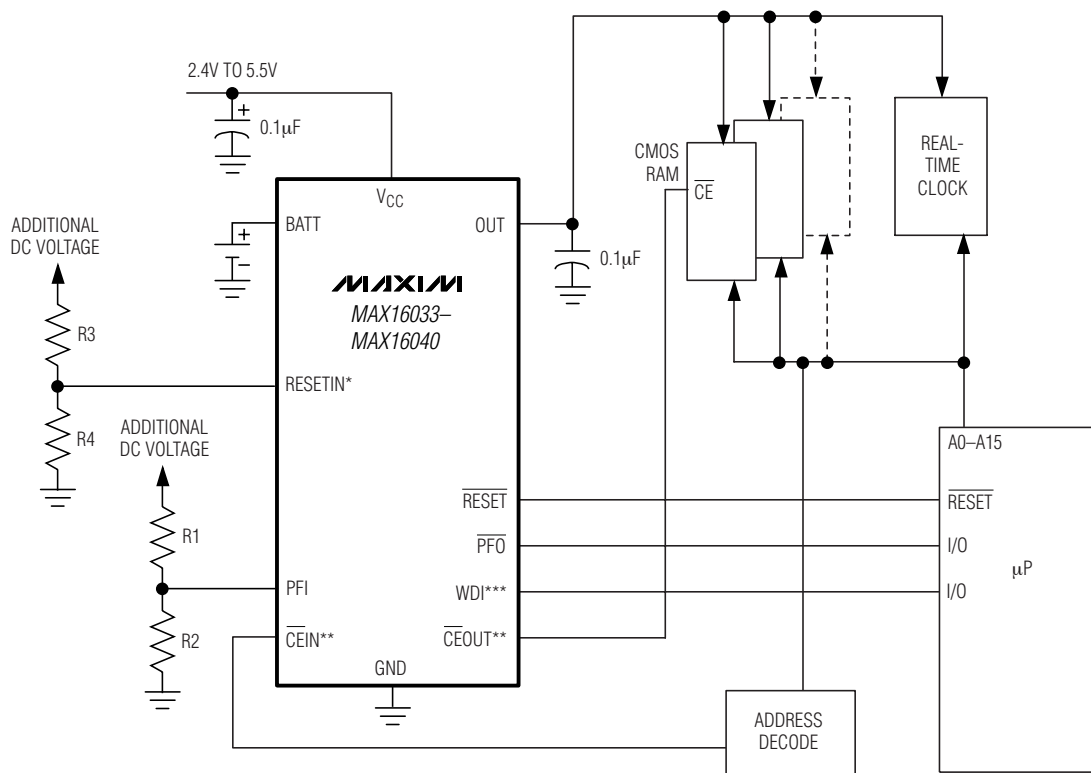 2.4V TO 5.5V
+
0.1µF
VCC
BATT
OUT
+
−
0.1µF
MAXIM
MAX16033–
MAX16040
ADDITIONAL
DC VOLTAGE
R3
R4
RESETIN*
ADDITIONAL
DC VOLTAGE
R1
R2
PFI
CEIN**
GND
RESET
PFO
WDI***
CEOUT**
CMOS
RAM
CE
REAL-
TIME
CLOCK
A0–A15
RESET
I/O
µP
I/O
ADDRESS
DECODE